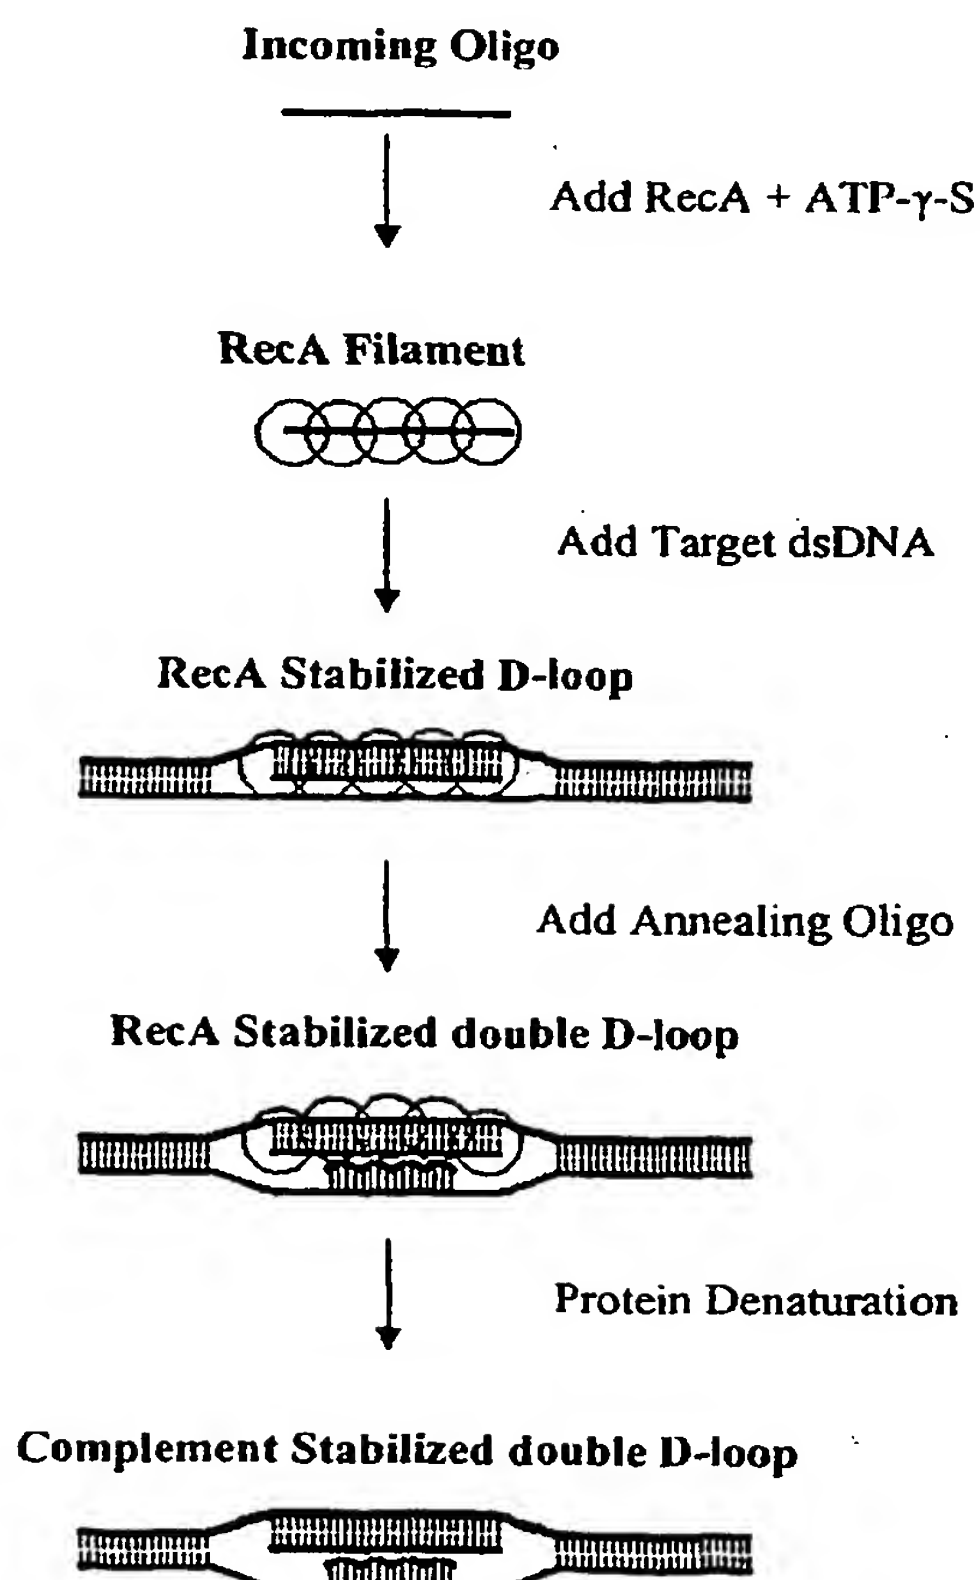 Incoming Oligo
Add RecA + ATP-γ-S
RecA Filament
Add Target dsDNA
RecA Stabilized D-loop
Add Annealing Oligo
RecA Stabilized double D-loop
Protein Denaturation
Complement Stabilized double D-loop